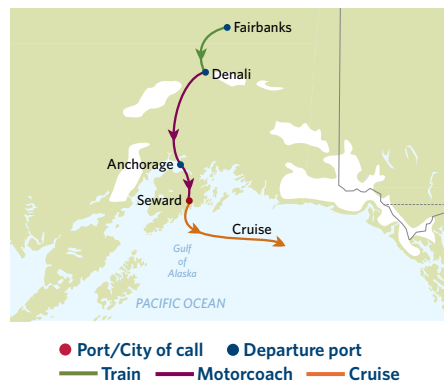 Fairbanks
Denali
Anchorage
Seward
Cruise
Gulf
of
Alaska
PACIFIC OCEAN
Port/City of call
Departure port
Train
Motorcoach
Cruise